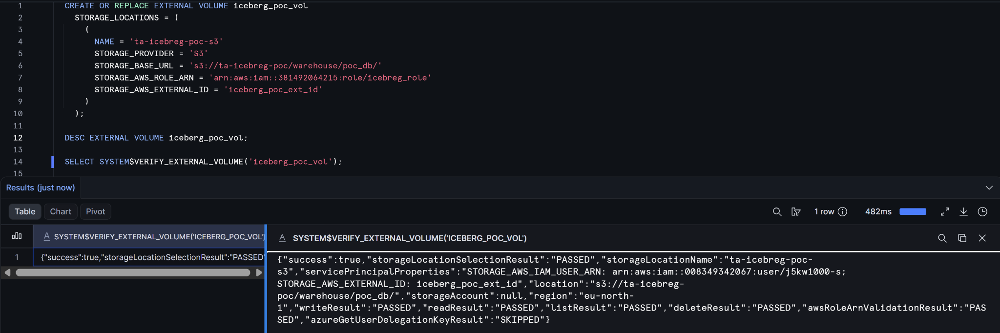 1 CREATE OR REPLACE EXTERNAL VOLUME iceberg_poc_vol
2 STORAGE_LOCATIONS = (
3 (
4 NAME = 'ta-icebreg-poc-s3'
5 STORAGE_PROVIDER = 'S3'
6 STORAGE_BASE_URL = 's3://ta-icebreg-poc/warehouse/poc_db/'
7 STORAGE_AWS_ROLE_ARN = 'arn:aws:iam::381492064215:role/icebreg_role'
8 STORAGE_AWS_EXTERNAL_ID = 'iceberg_poc_ext_id'
9 )
10 );
11
12 DESC EXTERNAL VOLUME iceberg_poc_vol;
13
14 SELECT SYSTEM$VERIFY_EXTERNAL_VOLUME('iceberg_poc_vol');
15
Results (just now)
Table Chart Pivot 1 row 482ms
A SYSTEM$VERIFY_EXTERNAL_VOLUME('ICEBERG_POC_VOL')
1 {"success":true,"storageLocationSelectionResult":"PASSED"
A SYSTEM$VERIFY_EXTERNAL_VOLUME('ICEBERG_POC_VOL')
{"success":true,"storageLocationSelectionResult":"PASSED","storageLocationName":"ta-icebreg-poc-
s3","servicePrincipalProperties":"STORAGE_AWS_IAM_USER_ARN: arn:aws:iam::008349342067:user/j5kw1000-s;
STORAGE_AWS_EXTERNAL_ID: iceberg_poc_ext_id","location":"s3://ta-icebreg-
poc/warehouse/poc_db/","storageAccount":null,"region":"eu-north-
1","writeResult":"PASSED","readResult":"PASSED","listResult":"PASSED","deleteResult":"PASSED","awsRoleArnValidationResult":"PAS
SED","azureGetUserDelegationKeyResult":"SKIPPED"}